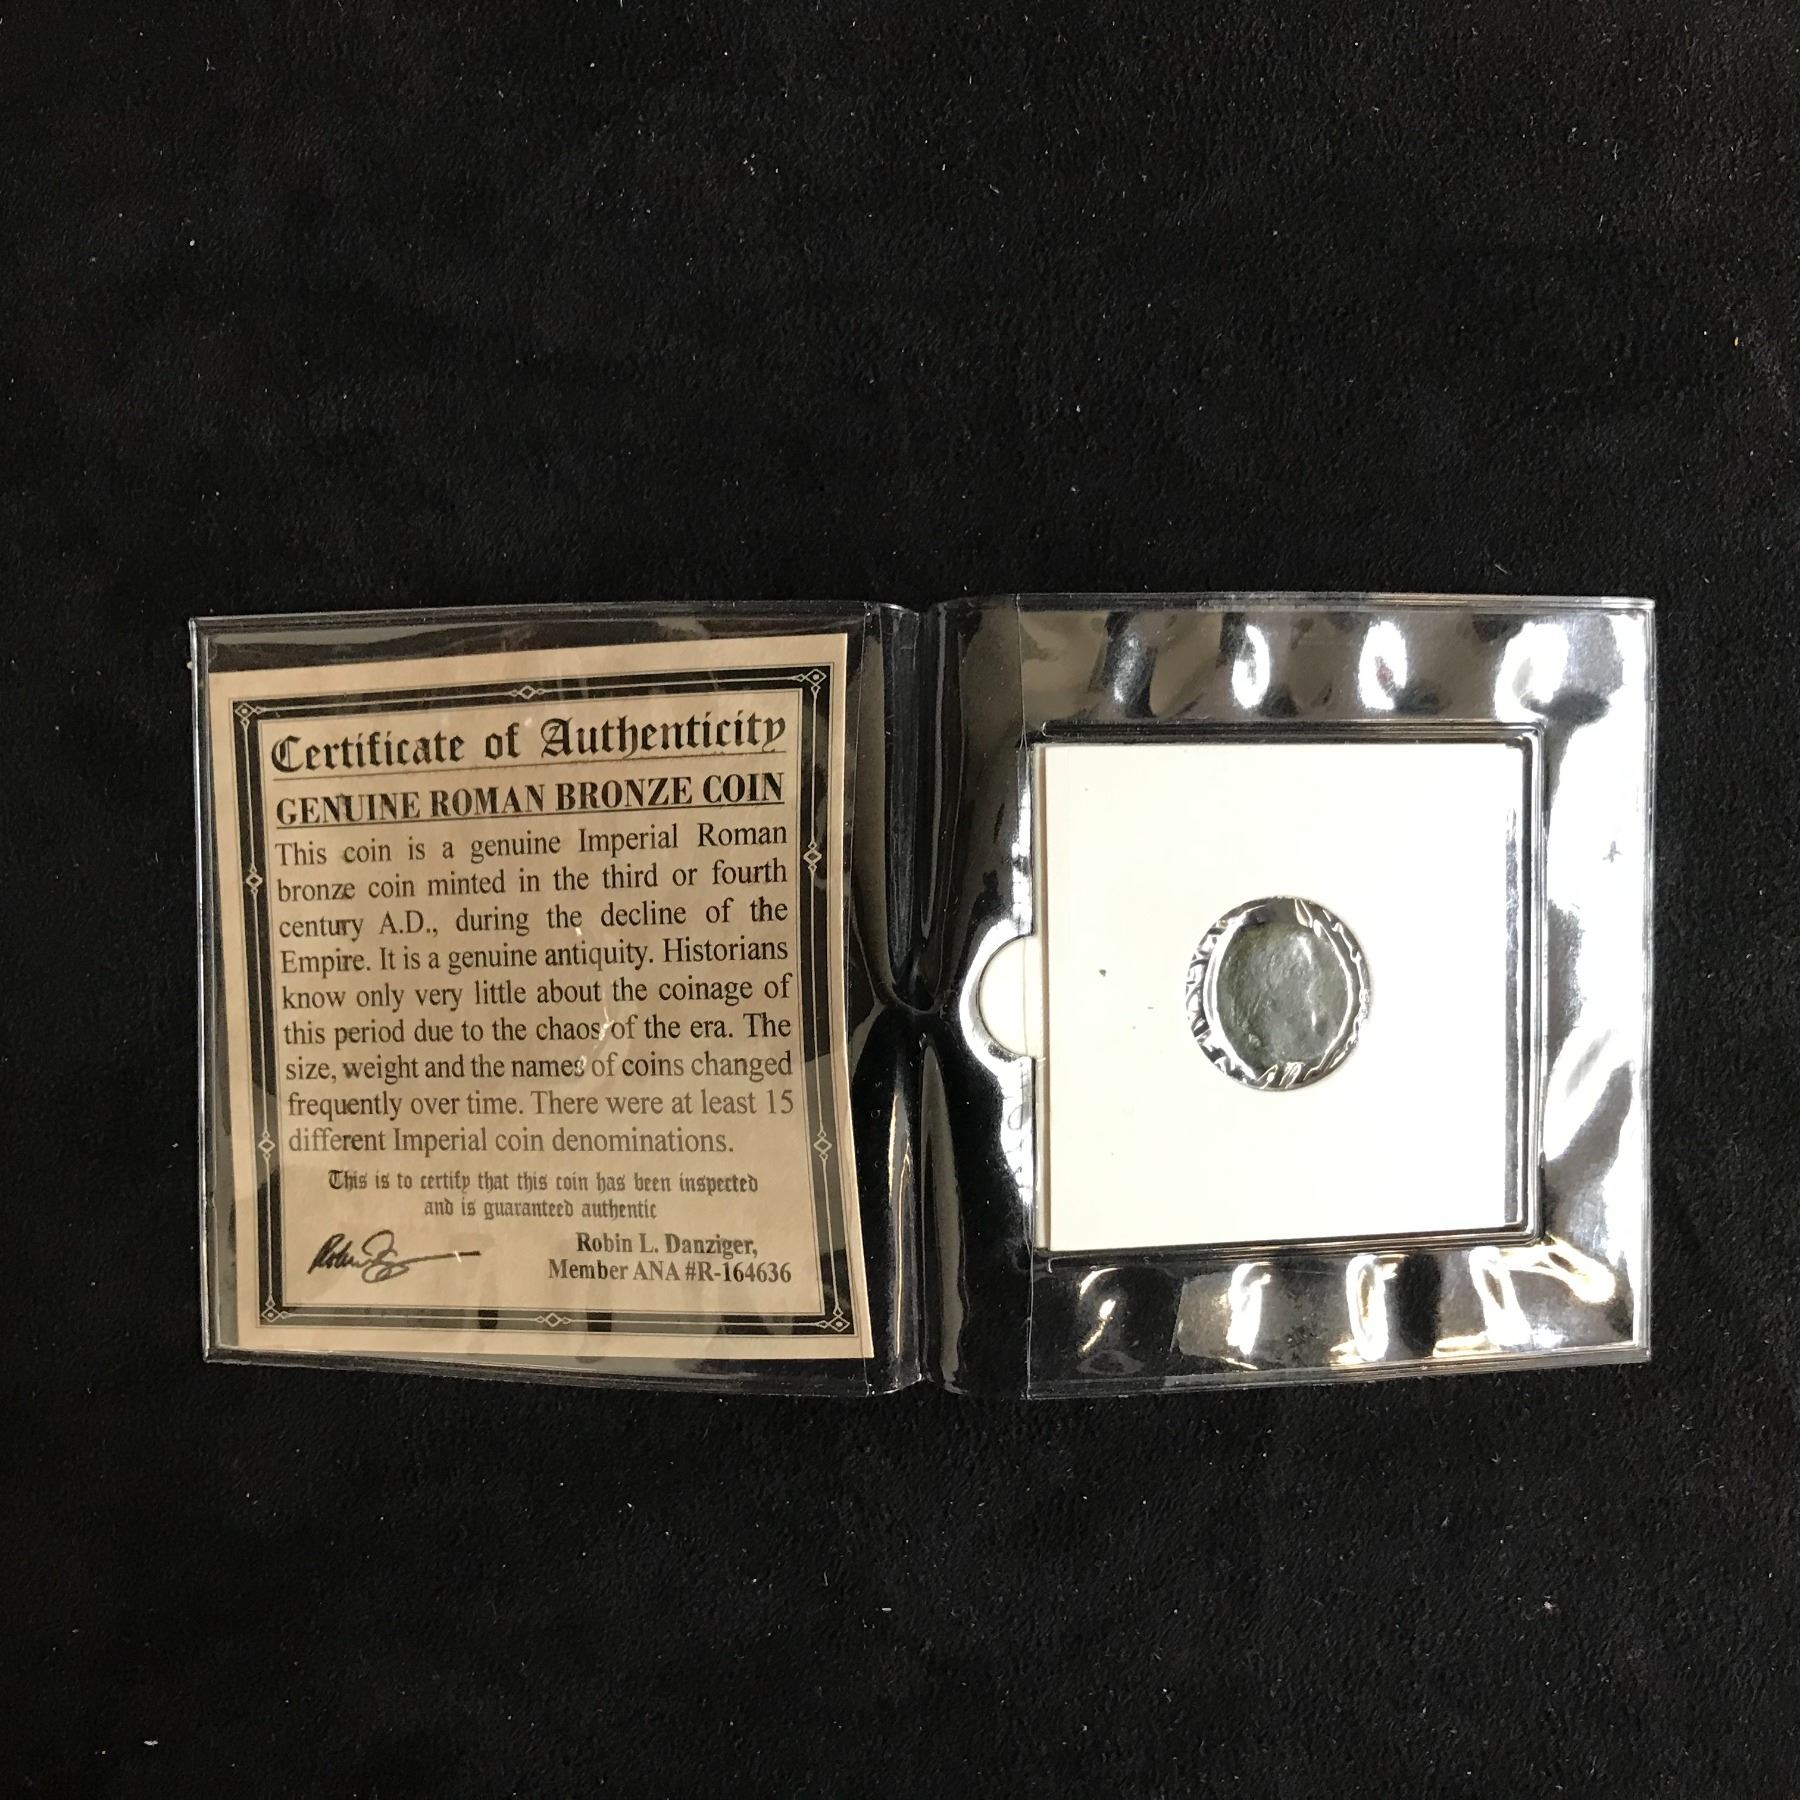 Certificate of Authenticity
GENUINE ROMAN BRONZE COIN
This coin is a genuine Imperial Roman
bronze coin minted in the third or fourth
century A.D., during the decline of the
Empire. It is a genuine antiquity. Historians
know only very little about the coinage of
this period due to the chaos of the era. The
size, weight and the names of coins changed
frequently over time. There were at least 15
different Imperial coin denominations.
This is to certify that this coin has been inspected
and is guaranteed authentic
Robin L. Danziger,
Member ANA #R-164636